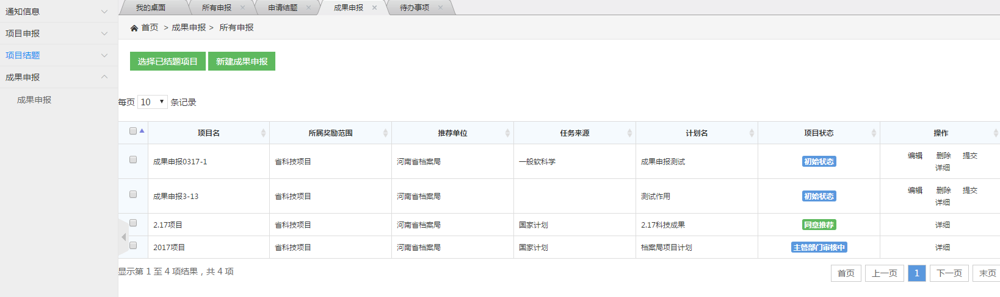 通知信息
项目申报
项目结题
成果申报
成果申报
我的桌面 所有申报 申请结题 成果申报 待办事项
首页 > 成果申报 > 所有申报
选择已结题项目 新建成果申报
每页 10 条记录
项目名 所属奖励范围 推荐单位 任务来源 计划名 项目状态 操作
成果申报0317-1 省科技项目 河南省档案局 一般软科学 成果申报测试 初始状态 编辑 删除 提交
详细
成果申报3-13 省科技项目 河南省档案局 测试作用 初始状态 编辑 删除 提交
详细
2.17项目 省科技项目 河南省档案局 国家计划 2.17科技成果 同意推荐 详细
2017项目 省科技项目 河南省档案局 国家计划 档案局项目计划 主管部门审核中 详细
显示第 1 至 4 项结果，共 4 项
首页 上一页 1 下一页 末页